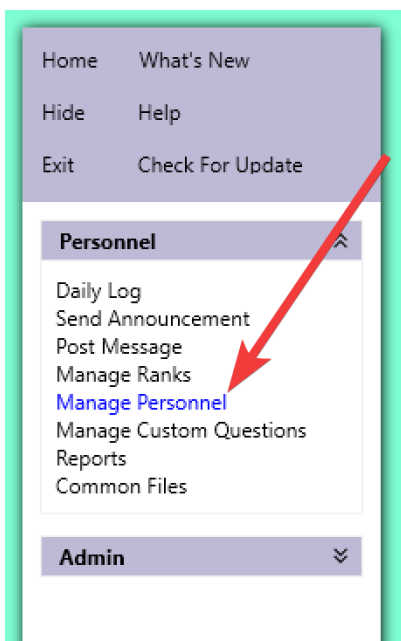 Home What's New
Hide Help
Exit Check For Update
Personnel
Daily Log
Send Announcement
Post Message
Manage Ranks
Manage Personnel
Manage Custom Questions
Reports
Common Files
Admin